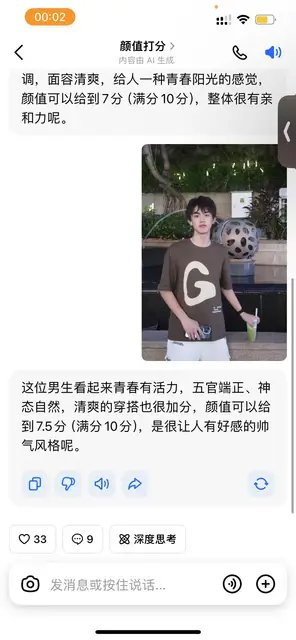 00:02
颜值打分
内容由 AI 生成
调，面容清爽，给人一种青春阳光的感觉，
颜值可以给到 7 分 (满分 10 分)，整体很有亲
和力呢。
G
这位男生看起来青春有活力，五官端正、神
态自然，清爽的穿搭也很加分，颜值可以给
到 7.5 分 (满分 10 分)，是很让人有好感的帅
气风格呢。
33
9
深度思考
发消息或按住说话...